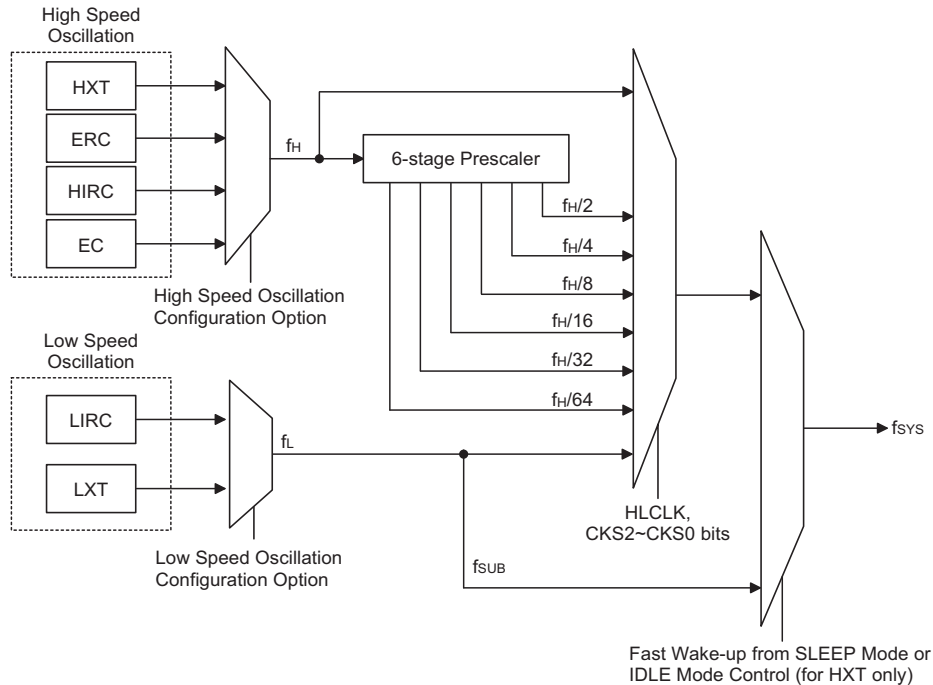 High Speed
Oscillation
HXT
ERC
HIRC
EC
fH
6-stage Prescaler
fH/2
fH/4
fH/8
fH/16
fH/32
fH/64
High Speed Oscillation
Configuration Option
Low Speed
Oscillation
LIRC
LXT
fL
Low Speed Oscillation
Configuration Option
fSUB
HLCLK,
CKS2~CKS0 bits
fSYS
Fast Wake-up from SLEEP Mode or
IDLE Mode Control (for HXT only)